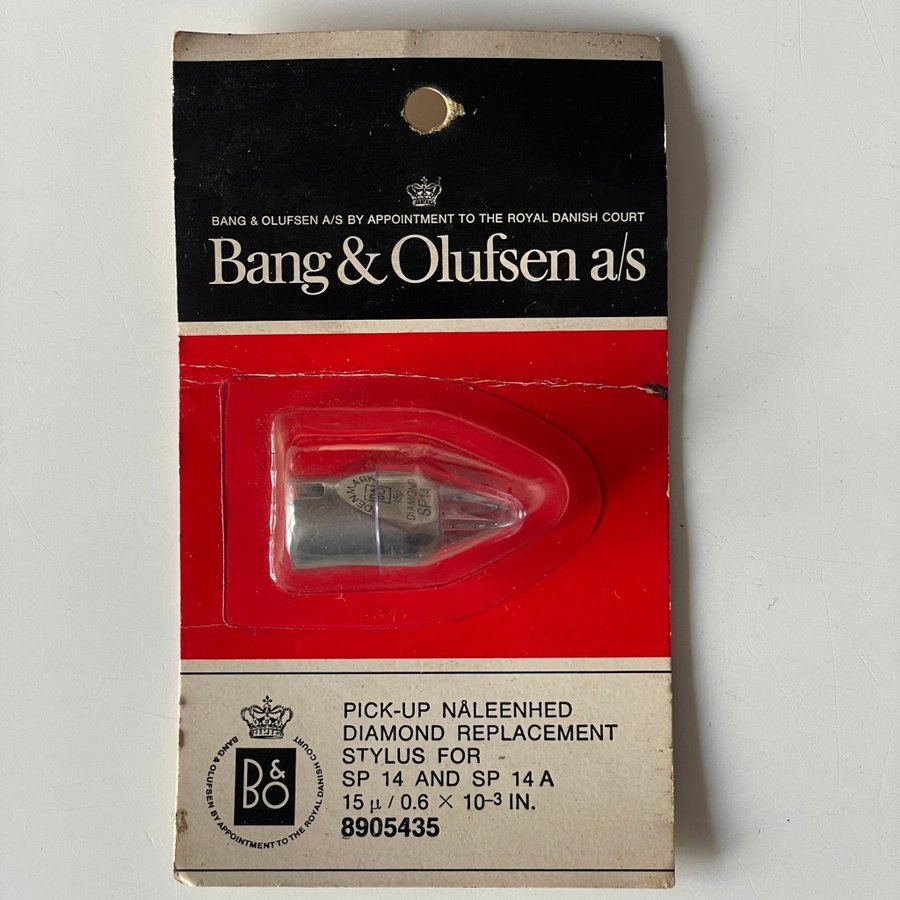 BANG & OLUFSEN A/S BY APPOINTMENT TO THE ROYAL DANISH COURT
Bang & Olufsen a/s
DENMARK
B&O
15μ
DIAMOND
SP14
B&O
BANG & OLUFSEN BY APPOINTMENT TO THE ROYAL DANISH COURT
PICK-UP NÅLEENHED
DIAMOND REPLACEMENT
STYLUS FOR
SP 14 AND SP 14 A
15 μ / 0.6 × 10⁻³ IN.
8905435